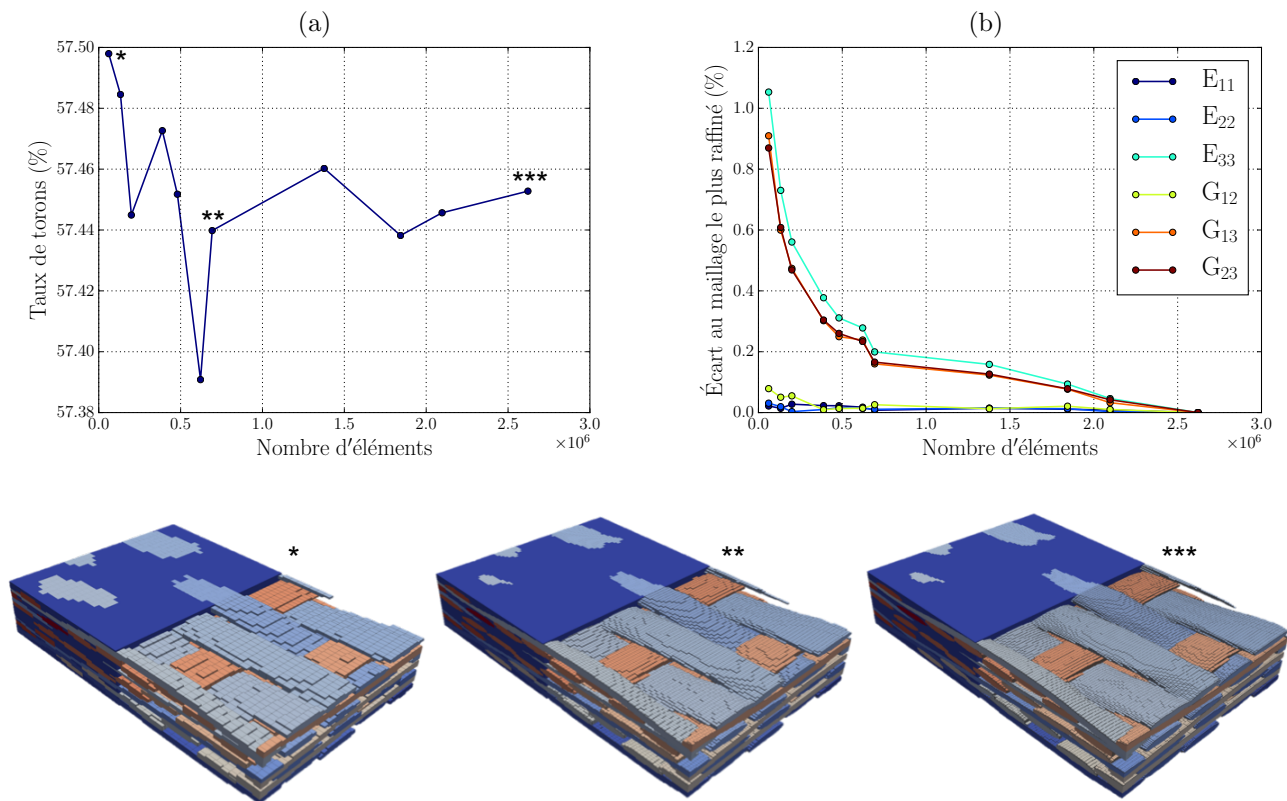 (a)
57.50
57.48
57.46
57.44
57.42
57.40
57.38
Taux de torons (%)
*
**
***
0.0 0.5 1.0 1.5 2.0 2.5 3.0
×10⁶
Nombre d'éléments
(b)
1.2
1.0
0.8
0.6
0.4
0.2
0.0
Écart au maillage le plus raffiné (%)
E₁₁
E₂₂
E₃₃
G₁₂
G₁₃
G₂₃
0.0 0.5 1.0 1.5 2.0 2.5 3.0
×10⁶
Nombre d'éléments
*
**
***